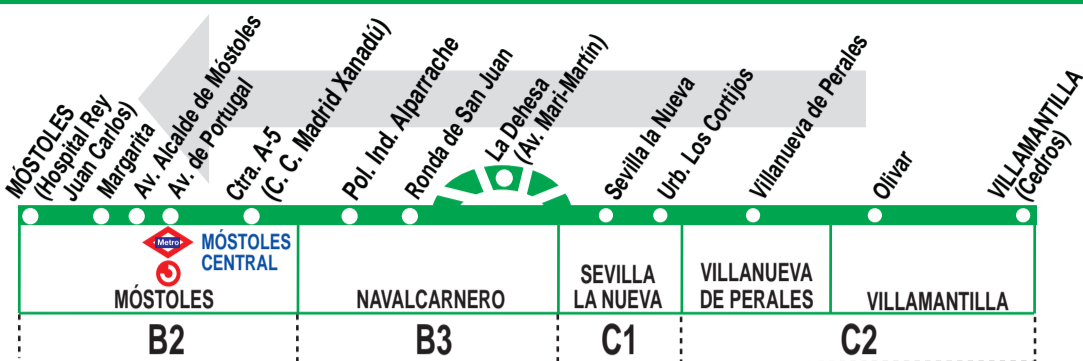 MÓSTOLES
(Hospital Rey
Juan Carlos)
Margarita
Av. Alcalde de Móstoles
Av. de Portugal
Ctra. A-5
(C. C. Madrid Xanadú)
Pol. Ind. Alparrache
Ronda de San Juan
La Dehesa
(Av. Mari-Martín)
Sevilla la Nueva
Urb. Los Cortijos
Villanueva de Perales
Olivar
VILLAMANTILLA
(Cedros)
Metro
MÓSTOLES
CENTRAL
MÓSTOLES
NAVALCARNERO
SEVILLA
LA NUEVA
VILLANUEVA
DE PERALES
VILLAMANTILLA
B2
B3
C1
C2